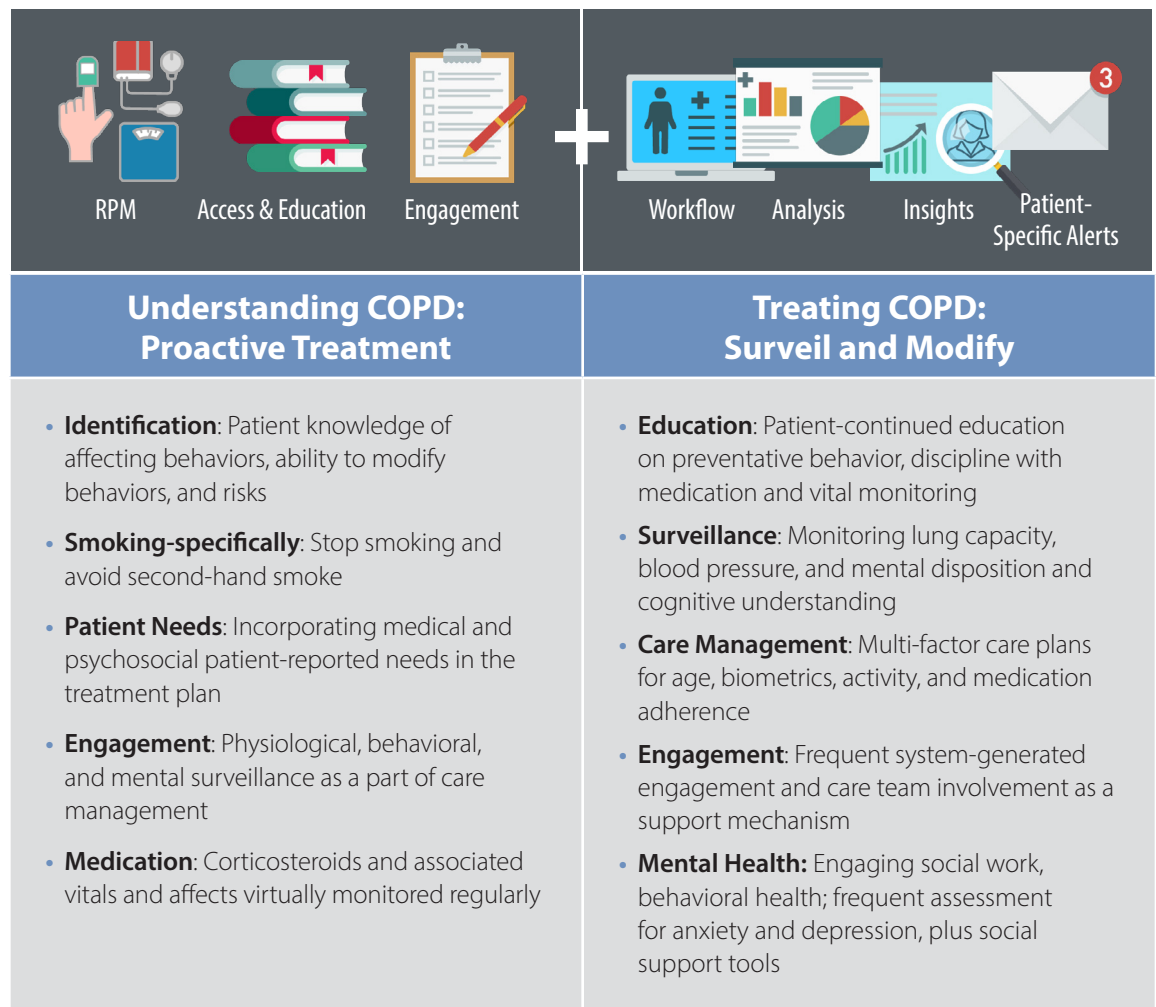 3
RPM
Access & Education
Engagement
Workflow
Analysis
Insights
Patient-
Specific Alerts
Understanding COPD:
Proactive Treatment
• Identification: Patient knowledge of
affecting behaviors, ability to modify
behaviors, and risks
• Smoking-specifically: Stop smoking and
avoid second-hand smoke
• Patient Needs: Incorporating medical and
psychosocial patient-reported needs in the
treatment plan
• Engagement: Physiological, behavioral,
and mental surveillance as a part of care
management
• Medication: Corticosteroids and associated
vitals and affects virtually monitored regularly
Treating COPD:
Surveil and Modify
• Education: Patient-continued education
on preventative behavior, discipline with
medication and vital monitoring
• Surveillance: Monitoring lung capacity,
blood pressure, and mental disposition and
cognitive understanding
• Care Management: Multi-factor care plans
for age, biometrics, activity, and medication
adherence
• Engagement: Frequent system-generated
engagement and care team involvement as a
support mechanism
• Mental Health: Engaging social work,
behavioral health; frequent assessment
for anxiety and depression, plus social
support tools